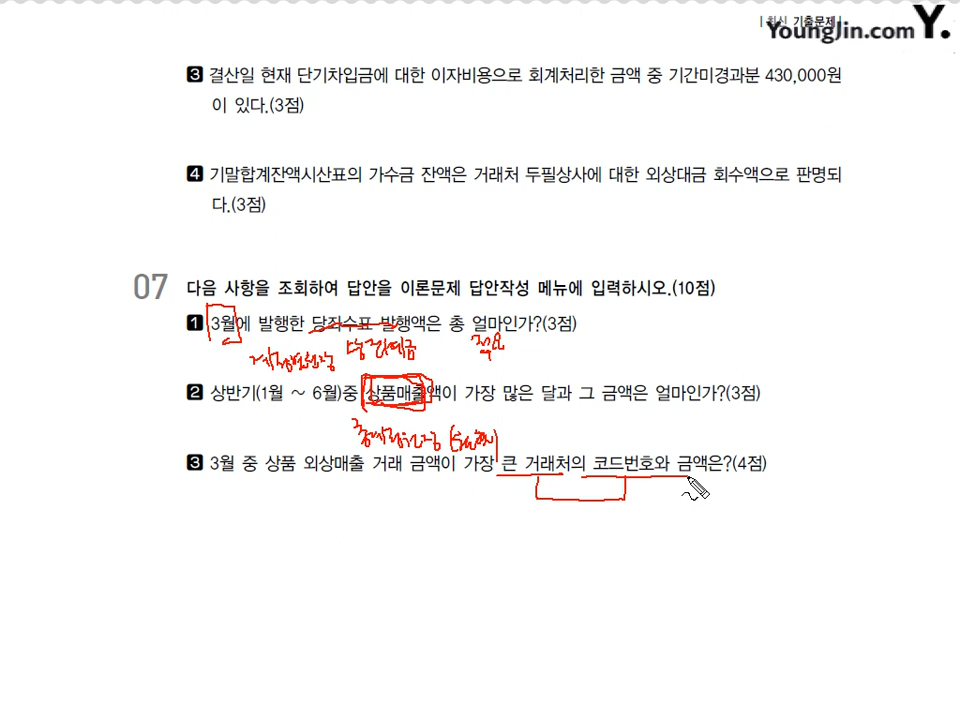 | 최신 기출문제 |
YoungJin.com Y.
3 결산일 현재 단기차입금에 대한 이자비용으로 회계처리한 금액 중 기간미경과분 430,000원
이 있다.(3점)
4 기말합계잔액시산표의 가수금 잔액은 거래처 두필상사에 대한 외상대금 회수액으로 판명되
다.(3점)
07 다음 사항을 조회하여 답안을 이론문제 답안작성 메뉴에 입력하시오.(10점)
1 3월에 발행한 당좌수표 발행액은 총 얼마인가?(3점)
당좌예금 적요
2 상반기(1월 ~ 6월)중 상품매출액이 가장 많은 달과 그 금액은 얼마인가?(3점)
3 3월 중 상품 외상매출 거래 금액이 가장 큰 거래처의 코드번호와 금액은?(4점)